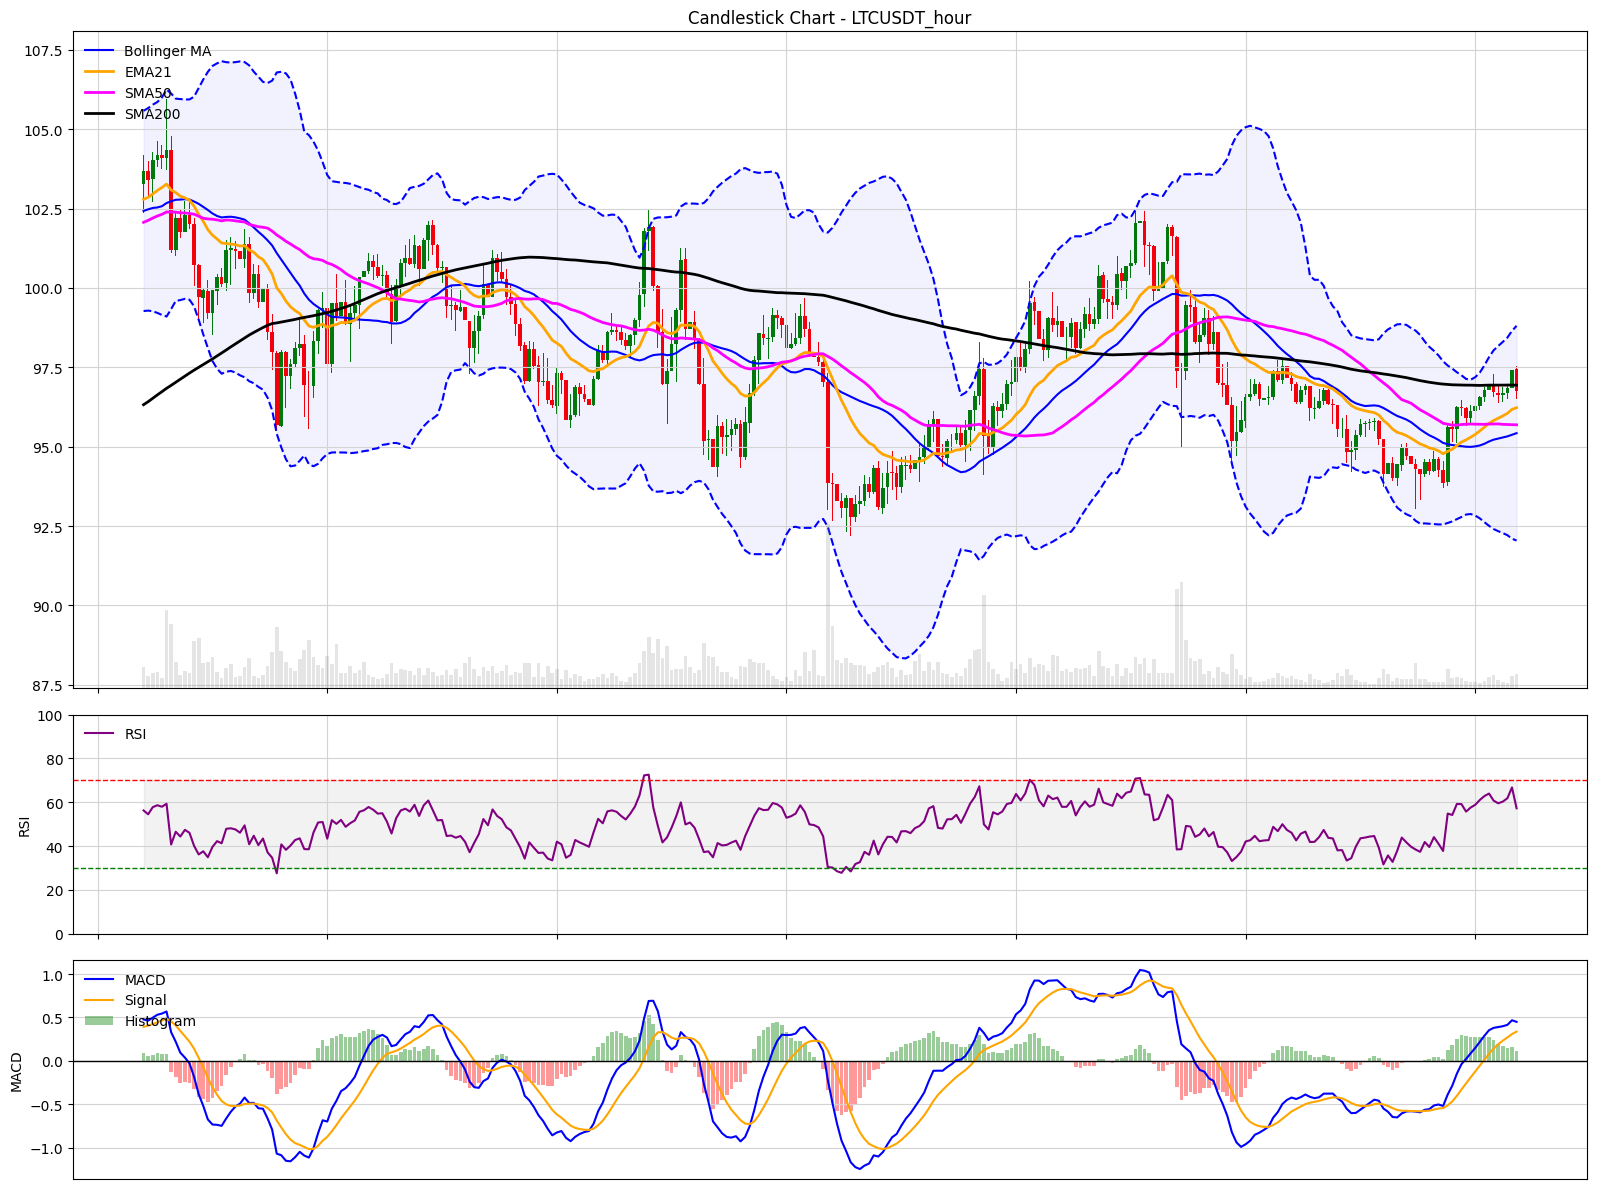 Candlestick Chart - LTCUSDT_hour
107.5
105.0
102.5
100.0
97.5
95.0
92.5
90.0
87.5
Bollinger MA
EMA21
SMA50
SMA200
100
80
60
40
20
0
RSI
RSI
1.0
0.5
0.0
−0.5
−1.0
MACD
MACD
Signal
Histogram